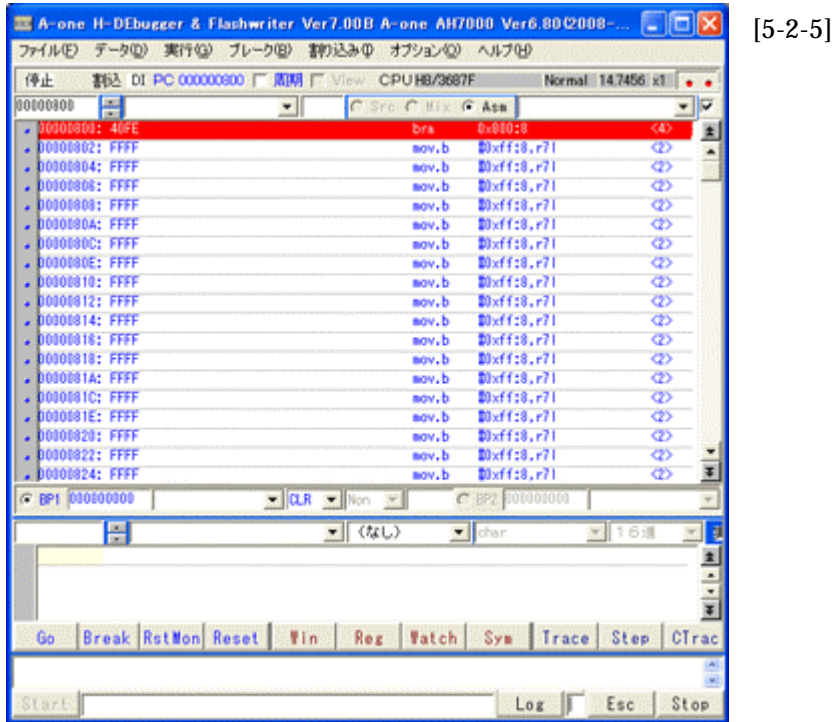 A-one H-DEbugger & Flashwriter Ver7.00B A-one AH7000 Ver6.80(2008-...
[5-2-5]
ファイル(F) データ(D) 実行(G) ブレーク(B) 割り込み(I) オプション(O) ヘルプ(H)
停止 割込 DI PC 000000800 周期 View CPU H8/3687F Normal 14.7456 x1
00000800 Src Mix Asm
00000800: 40FE bra 0x800:8 <4>
00000802: FFFF mov.b #0xff:8,r7l <2>
00000804: FFFF mov.b #0xff:8,r7l <2>
00000806: FFFF mov.b #0xff:8,r7l <2>
00000808: FFFF mov.b #0xff:8,r7l <2>
0000080A: FFFF mov.b #0xff:8,r7l <2>
0000080C: FFFF mov.b #0xff:8,r7l <2>
0000080E: FFFF mov.b #0xff:8,r7l <2>
00000810: FFFF mov.b #0xff:8,r7l <2>
00000812: FFFF mov.b #0xff:8,r7l <2>
00000814: FFFF mov.b #0xff:8,r7l <2>
00000816: FFFF mov.b #0xff:8,r7l <2>
00000818: FFFF mov.b #0xff:8,r7l <2>
0000081A: FFFF mov.b #0xff:8,r7l <2>
0000081C: FFFF mov.b #0xff:8,r7l <2>
0000081E: FFFF mov.b #0xff:8,r7l <2>
00000820: FFFF mov.b #0xff:8,r7l <2>
00000822: FFFF mov.b #0xff:8,r7l <2>
00000824: FFFF mov.b #0xff:8,r7l <2>
BP1 000000000 CLR Non BP2 000000000
(なし) char 16進
Go Break RstMon Reset Win Reg Watch Sym Trace Step CTrac
Start Log Esc Stop